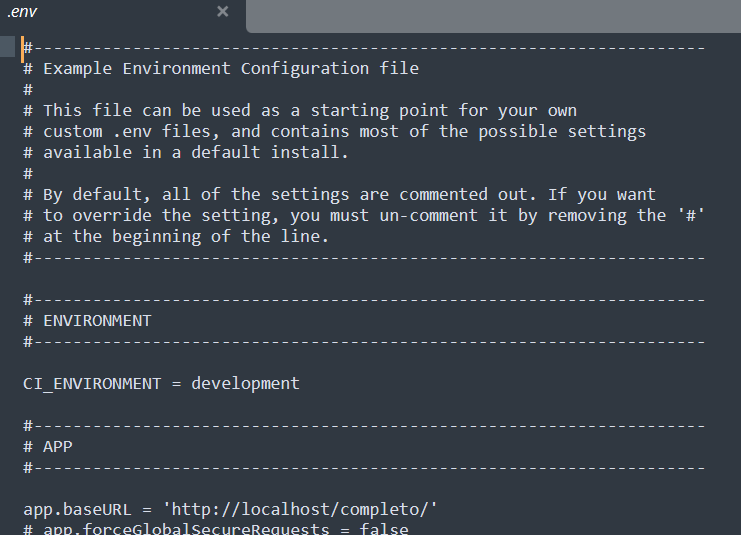 .env ×
#--------------------------------------------------------------------
# Example Environment Configuration file
#
# This file can be used as a starting point for your own
# custom .env files, and contains most of the possible settings
# available in a default install.
#
# By default, all of the settings are commented out. If you want
# to override the setting, you must un-comment it by removing the '#'
# at the beginning of the line.
#--------------------------------------------------------------------
#--------------------------------------------------------------------
# ENVIRONMENT
#--------------------------------------------------------------------
CI_ENVIRONMENT = development
#--------------------------------------------------------------------
# APP
#--------------------------------------------------------------------
app.baseURL = 'http://localhost/completo/'
# app.forceGlobalSecureRequests = false